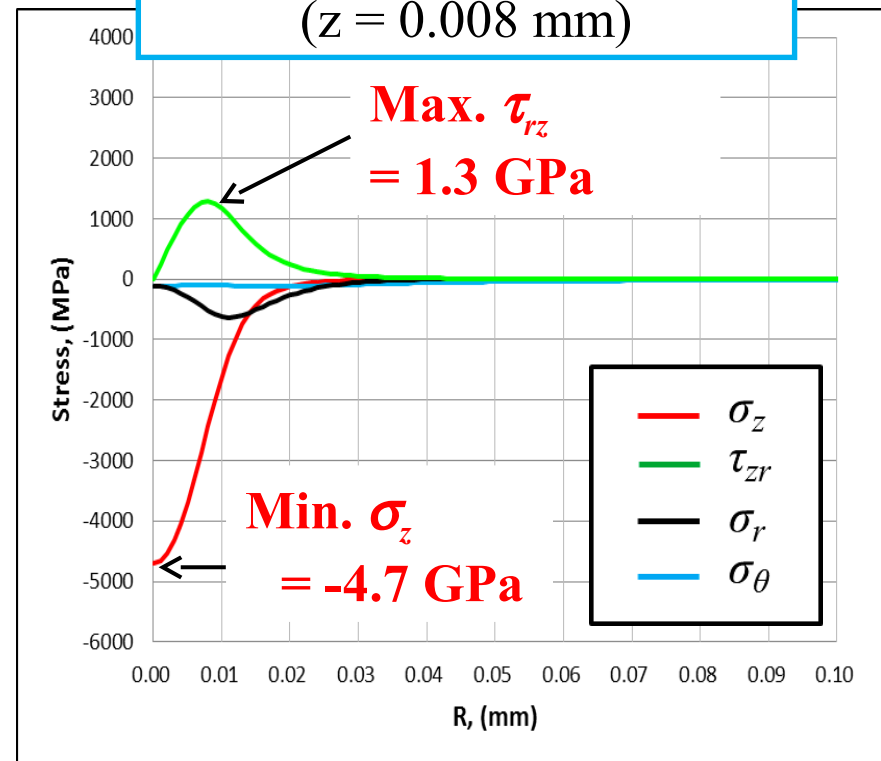 (z = 0.008 mm)
4000
3000
2000
1000
0
-1000
-2000
-3000
-4000
-5000
-6000
Stress, (MPa)
Max. τrz
= 1.3 GPa
Min. σz
= -4.7 GPa
σz
τzr
σr
σθ
0.00 0.01 0.02 0.03 0.04 0.05 0.06 0.07 0.08 0.09 0.10
R, (mm)